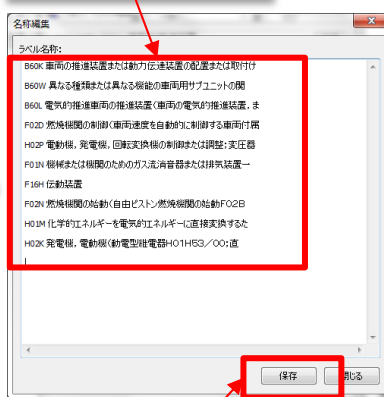 名称編集
ラベル名称:
B60K 車両の推進装置または動力伝達装置の配置または取付け
B60W 異なる種類または異なる機能の車両用サブユニットの関
B60L 電気的推進車両の推進装置(車両の電気的推進装置,ま
F02D 燃焼機関の制御(車両速度を自動的に制御する車両付属
H02P 電動機,発電機,回転変換機の制御または調整;変圧器
F01N 機械または機関のためのガス流消音器または排気装置一
F16H 伝動装置
F02N 燃焼機関の始動(自由ピストン燃焼機関の始動F02B
H01M 化学的エネルギーを電気的エネルギーに直接変換するた
H02K 発電機,電動機(動電型継電器H01H53/00;直
保存
閉じる